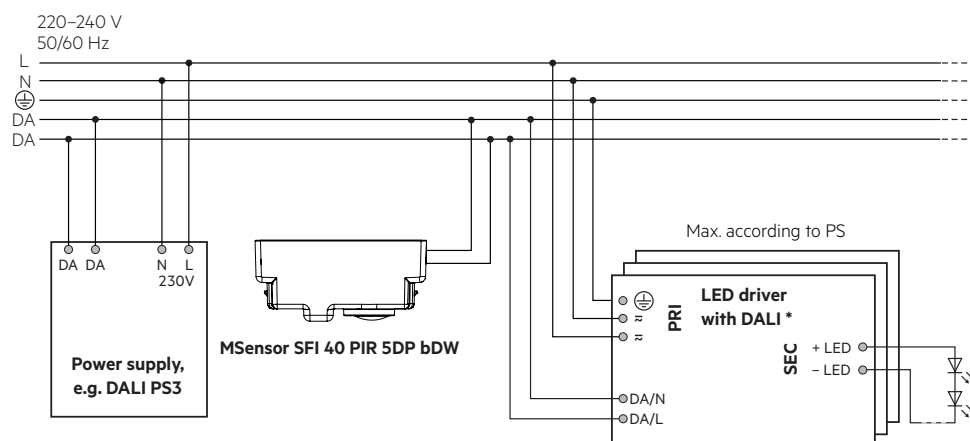 220–240 V
50/60 Hz
L
N
DA
DA
Max. according to PS
DA DA N L
230V
LED driver
with DALI *
PRI
≂
≂
SEC
+ LED
– LED
MSensor SFI 40 PIR 5DP bDW
Power supply,
e.g. DALI PS3
DA/N
DA/L